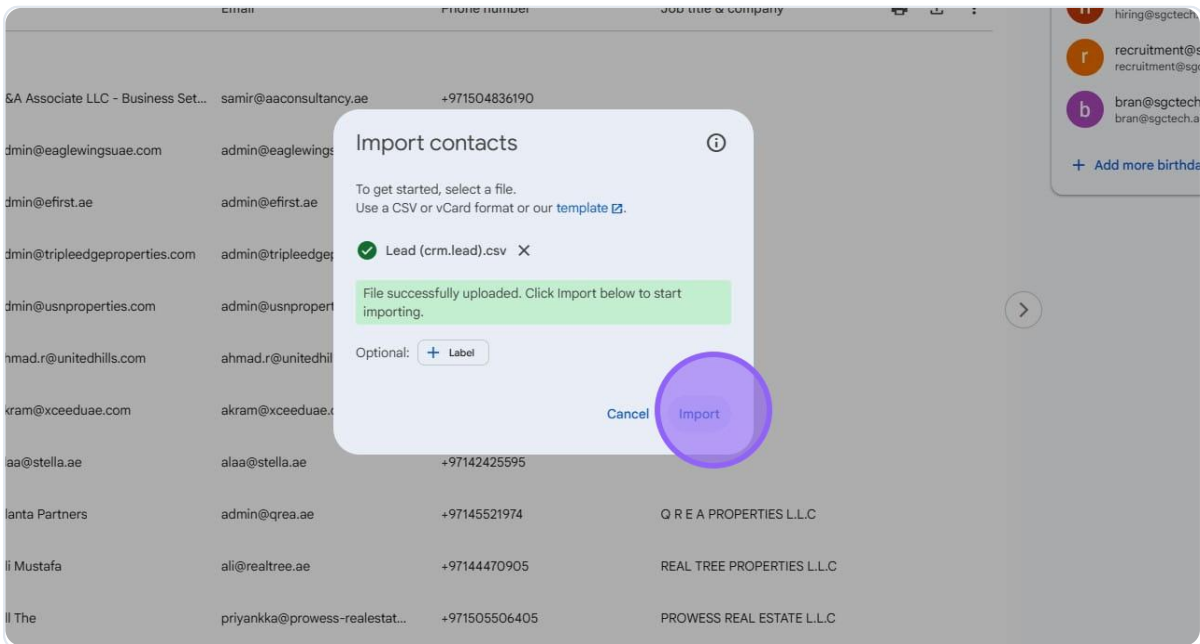 Email Phone number Job title & company
hiring@sgctech.
r recruitment@s
recruitment@sgc
&A Associate LLC - Business Set... samir@aaconsultancy.ae +971504836190
b bran@sgctech
bran@sgctech.a
Import contacts
dmin@eaglewingsuae.com admin@eaglewings
+ Add more birthda
To get started, select a file.
dmin@efirst.ae admin@efirst.ae
Use a CSV or vCard format or our template.
dmin@tripleedgeproperties.com admin@tripleedgep
Lead (crm.lead).csv
File successfully uploaded. Click Import below to start
importing.
dmin@usnproperties.com admin@usnpropert
Optional: + Label
hmad.r@unitedhills.com ahmad.r@unitedhil
kram@xceeduae.com akram@xceeduae.c
Cancel Import
laa@stella.ae alaa@stella.ae +97142425595
lanta Partners admin@qrea.ae +97145521974 Q R E A PROPERTIES L.L.C
li Mustafa ali@realtree.ae +97144470905 REAL TREE PROPERTIES L.L.C
ll The priyankka@prowess-realestat... +971505506405 PROWESS REAL ESTATE L.L.C